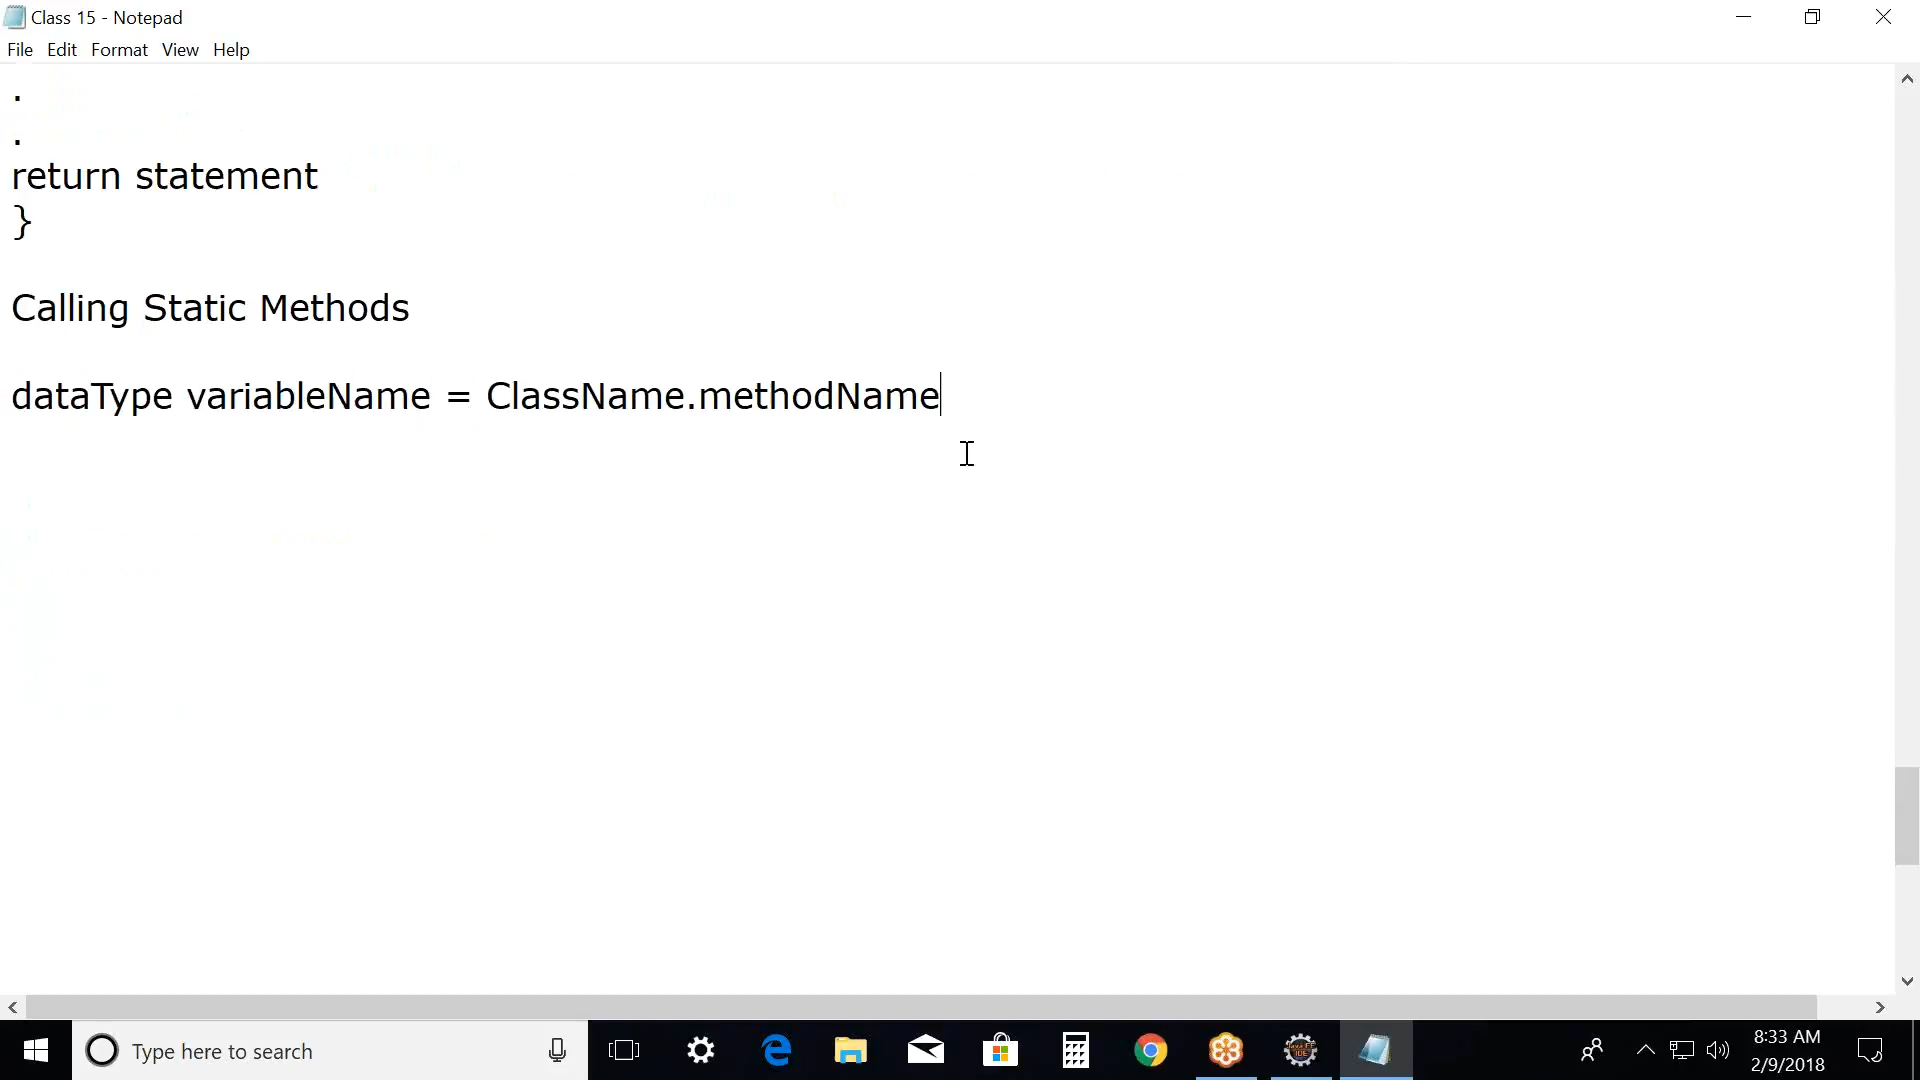 Class 15 - Notepad
File Edit Format View Help
.
.
return statement
}
Calling Static Methods
dataType variableName = ClassName.methodName
Type here to search
8:33 AM
2/9/2018